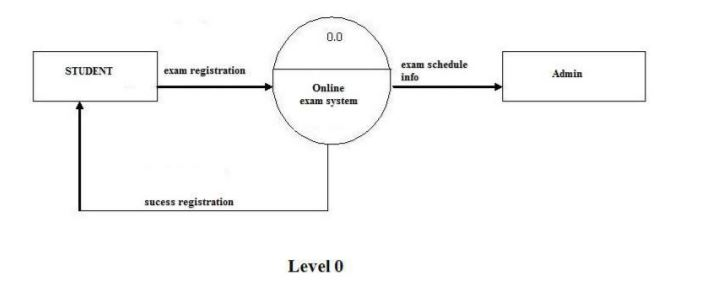 0.0
STUDENT
exam registration
Online
exam system
exam schedule
info
Admin
sucess registration
Level 0